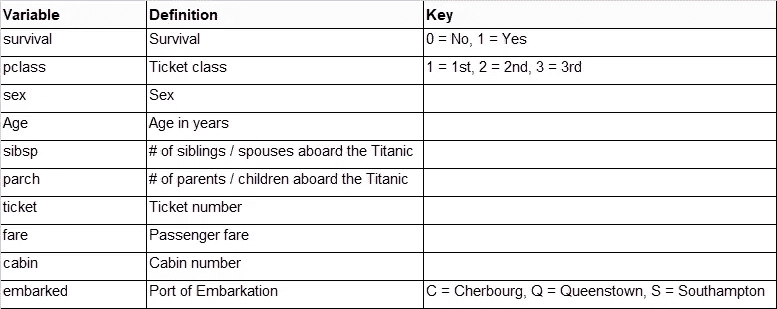 Variable Definition Key
survival Survival 0 = No, 1 = Yes
pclass Ticket class 1 = 1st, 2 = 2nd, 3 = 3rd
sex Sex
Age Age in years
sibsp # of siblings / spouses aboard the Titanic
parch # of parents / children aboard the Titanic
ticket Ticket number
fare Passenger fare
cabin Cabin number
embarked Port of Embarkation C = Cherbourg, Q = Queenstown, S = Southampton